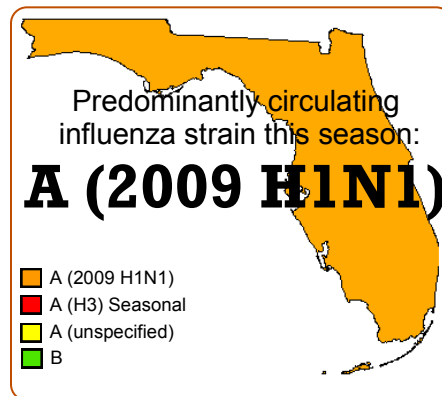 Predominantly circulating
influenza strain this season:
A (2009 H1N1)
A (2009 H1N1)
A (H3) Seasonal
A (unspecified)
B